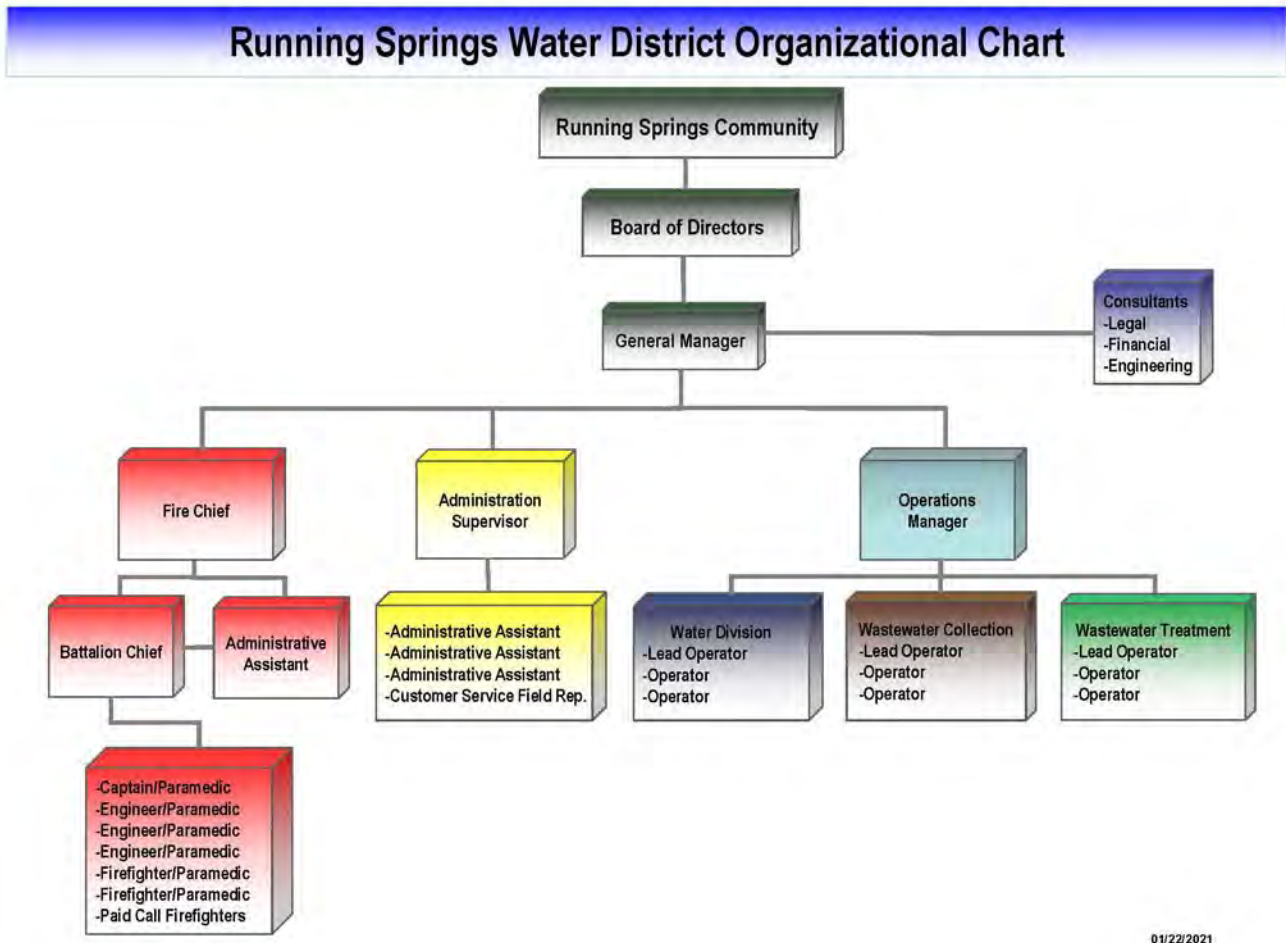 Running Springs Water District Organizational Chart
Running Springs Community
Board of Directors
General Manager
Consultants
-Legal
-Financial
-Engineering
Fire Chief
Administration
Supervisor
Operations
Manager
Battalion Chief
Administrative
Assistant
-Administrative Assistant
-Administrative Assistant
-Administrative Assistant
-Customer Service Field Rep.
Water Division
-Lead Operator
-Operator
-Operator
Wastewater Collection
-Lead Operator
-Operator
-Operator
Wastewater Treatment
-Lead Operator
-Operator
-Operator
-Captain/Paramedic
-Engineer/Paramedic
-Engineer/Paramedic
-Engineer/Paramedic
-Firefighter/Paramedic
-Firefighter/Paramedic
-Paid Call Firefighters
01/22/2021